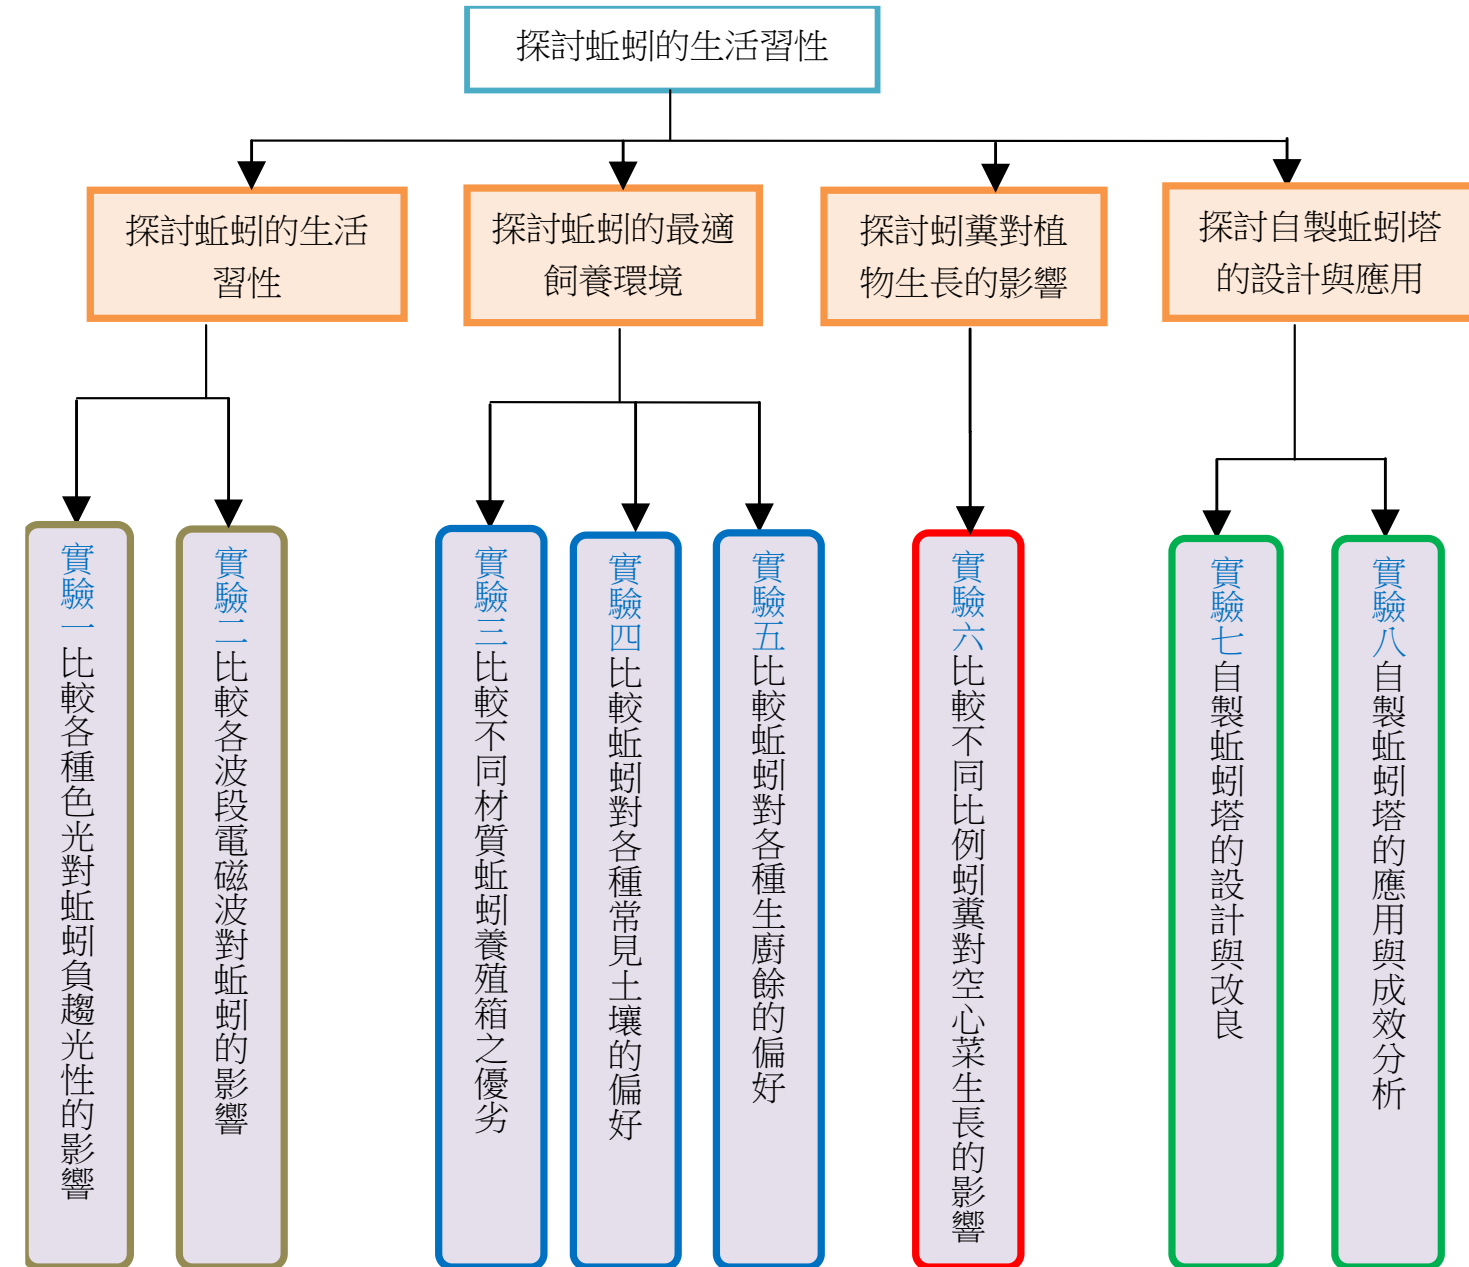 探討蚯蚓的生活習性
探討蚯蚓的生活
習性
探討蚯蚓的最適
飼養環境
探討蚓糞對植
物生長的影響
探討自製蚯蚓塔
的設計與應用
實驗一比較各種色光對蚯蚓負趨光性的影響
實驗二比較各波段電磁波對蚯蚓的影響
實驗三比較不同材質蚯蚓養殖箱之優劣
實驗四比較蚯蚓對各種常見土壤的偏好
實驗五比較蚯蚓對各種生廚餘的偏好
實驗六比較不同比例蚓糞對空心菜生長的影響
實驗七自製蚯蚓塔的設計與改良
實驗八自製蚯蚓塔的應用與成效分析